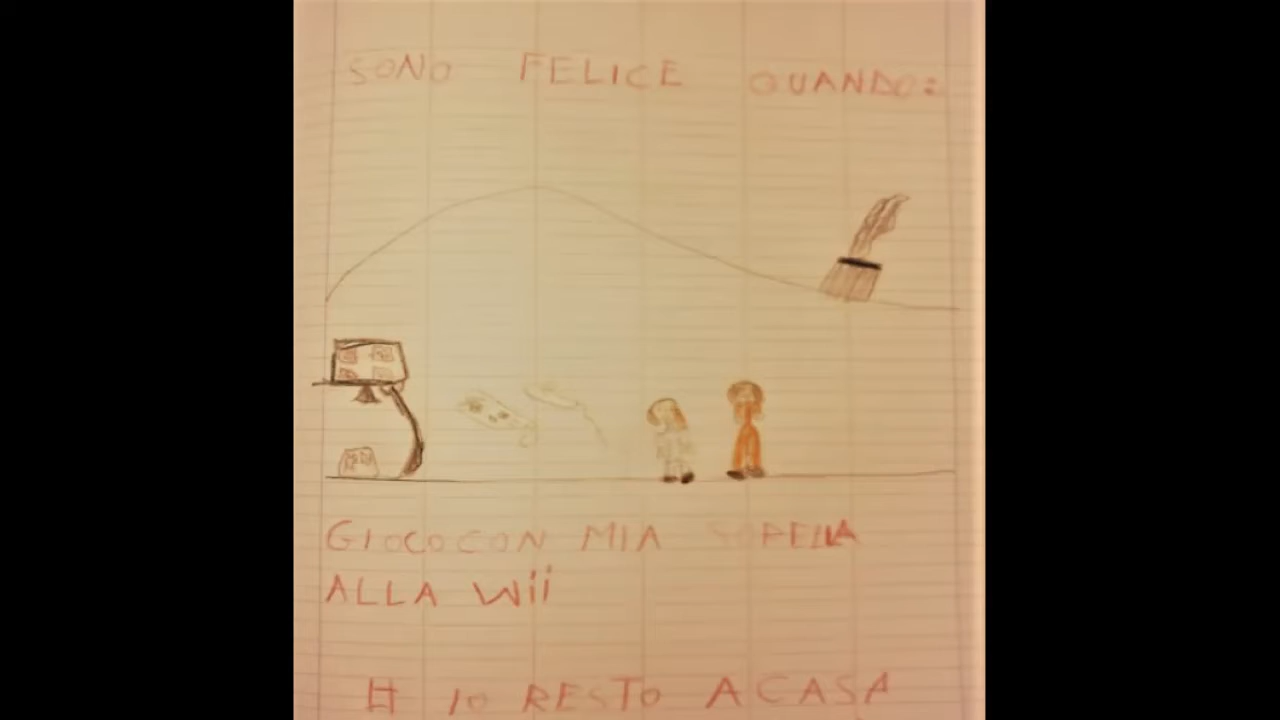 SONO FELICE QUANDO:
GIOCO CON MIA SORELLA
ALLA Wii
# IO RESTO A CASA